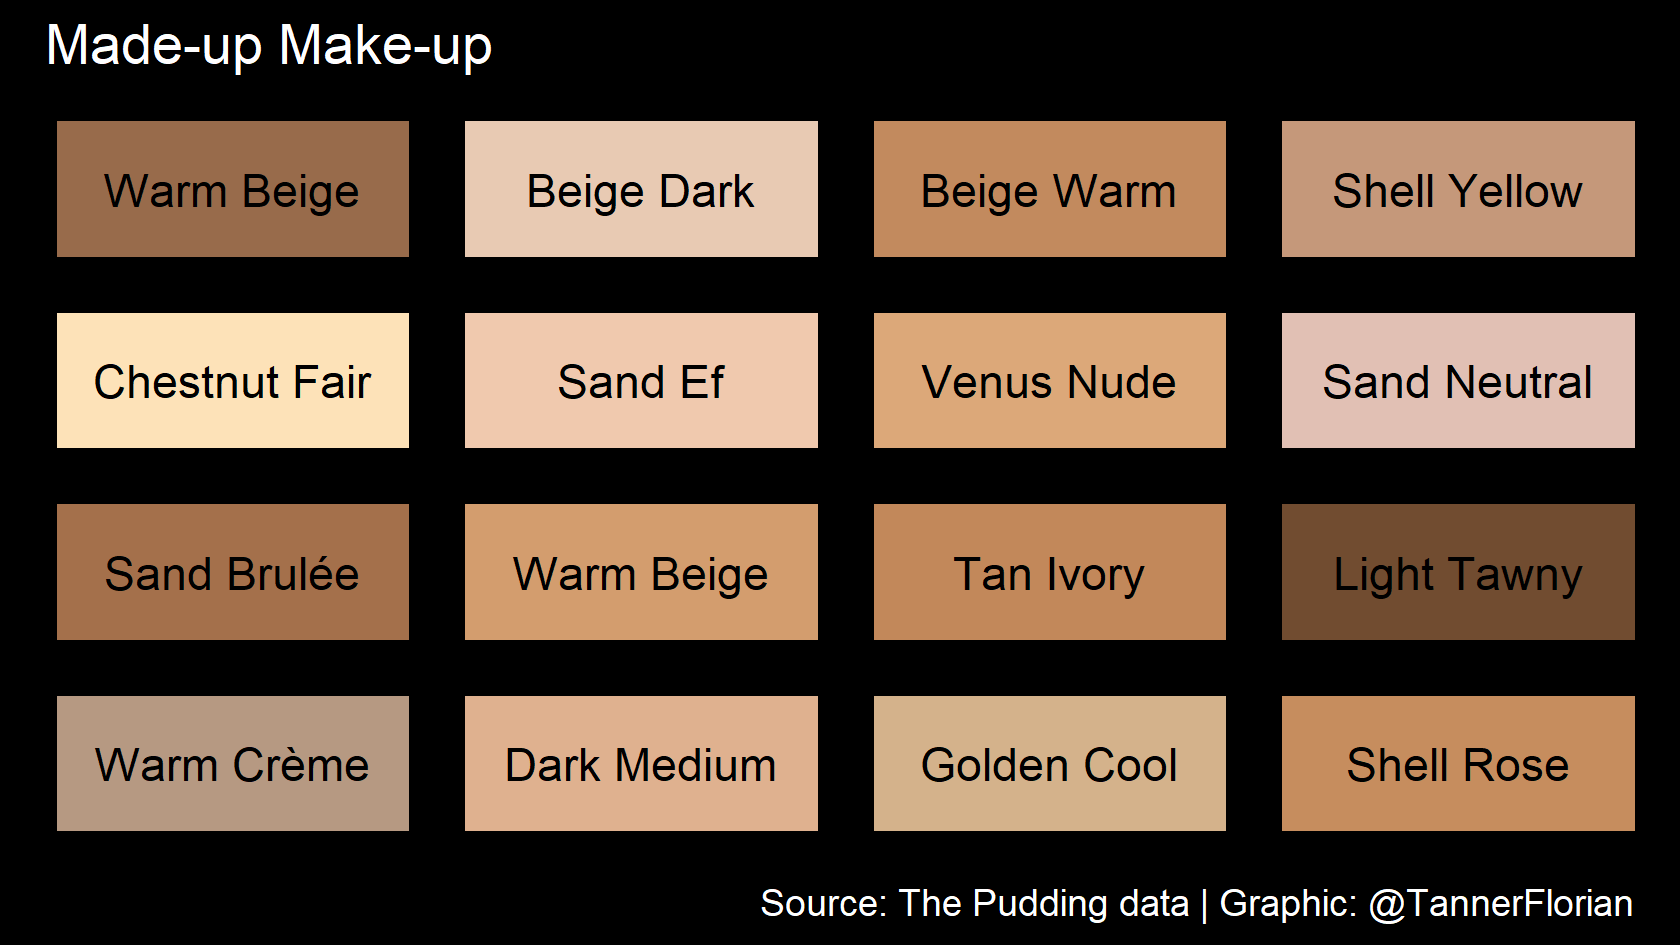 Made-up Make-up
Warm Beige
Beige Dark
Beige Warm
Shell Yellow
Chestnut Fair
Sand Ef
Venus Nude
Sand Neutral
Sand Brulée
Warm Beige
Tan Ivory
Light Tawny
Warm Crème
Dark Medium
Golden Cool
Shell Rose
Source: The Pudding data | Graphic: @TannerFlorian